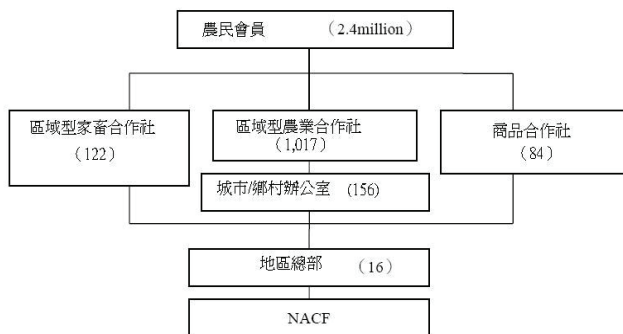 農民會員 （2.4million）
區域型家畜合作社
（122）
區域型農業合作社
（1,017）
商品合作社
（84）
城市/鄉村辦公室 (156)
地區總部 （16）
NACF